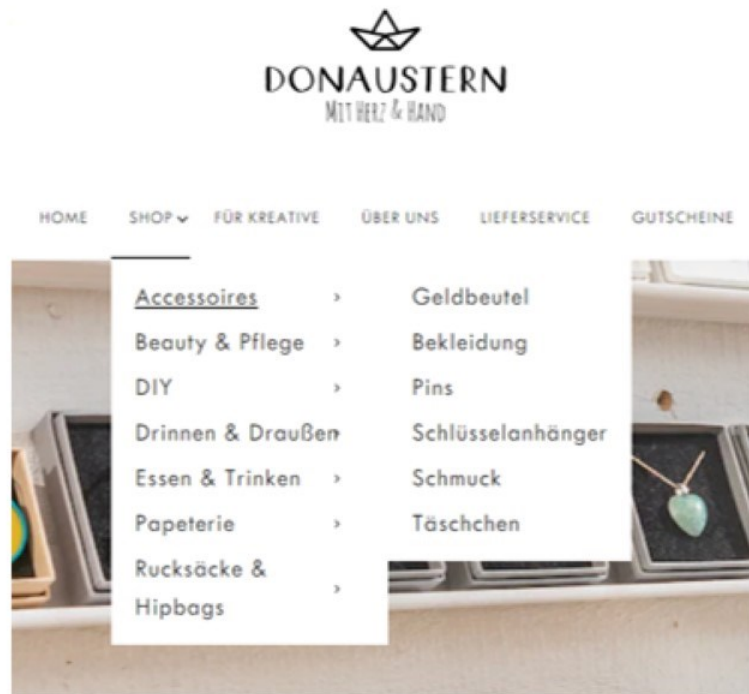 DONAUSTERN
MIT HERZ & HAND
HOME SHOP FÜR KREATIVE ÜBER UNS LIEFERSERVICE GUTSCHEINE
Accessoires
Beauty & Pflege
DIY
Drinnen & Draußen
Essen & Trinken
Papeterie
Rucksäcke &
Hipbags
Geldbeutel
Bekleidung
Pins
Schlüsselanhänger
Schmuck
Täschchen